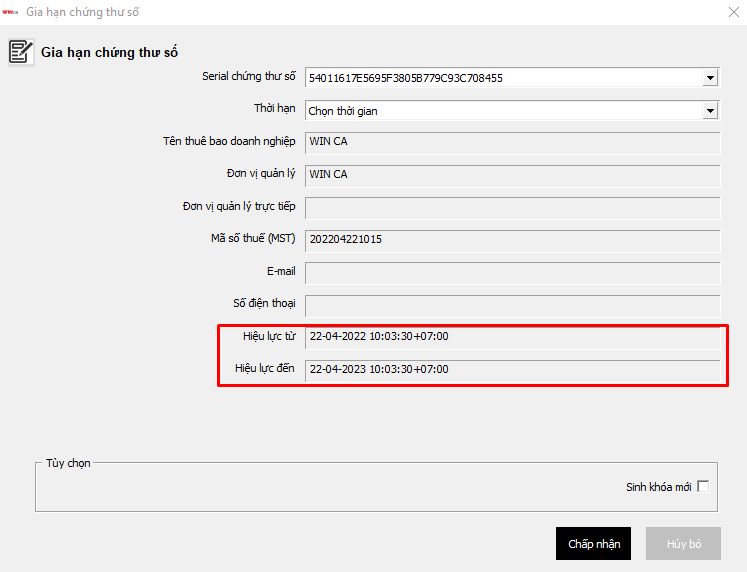 WINCA Gia hạn chứng thư số
Gia hạn chứng thư số
Serial chứng thư số 54011617E5695F3805B779C93C708455
Thời hạn Chọn thời gian
Tên thuê bao doanh nghiệp WIN CA
Đơn vị quản lý WIN CA
Đơn vị quản lý trực tiếp
Mã số thuế (MST) 202204221015
E-mail
Số điện thoại
Hiệu lực từ 22-04-2022 10:03:30+07:00
Hiệu lực đến 22-04-2023 10:03:30+07:00
Tùy chọn
Sinh khóa mới
Chấp nhận Hủy bỏ